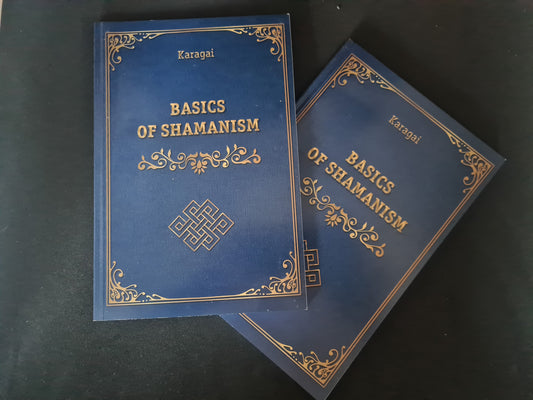 Karagai
BASICS
OF SHAMANISM
Karagai
BASICS
OF SHAMANISM